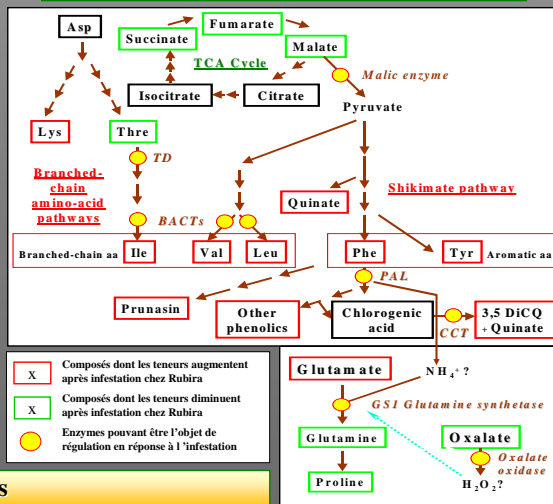 Asp
Fumarate
Succinate
Malate
TCA Cycle
Malic enzyme
Isocitrate
Citrate
Pyruvate
Lys
Thre
TD
Branched-
chain
amino-acid
pathways
Quinate
Shikimate pathway
BACTs
Branched-chain aa
Ile
Val
Leu
Phe
Tyr
Aromatic aa
PAL
Prunasin
Other
phenolics
Chlorogenic
acid
CCT
3,5 DiCQ
+ Quinate
X
Composés dont les teneurs augmentent
après infestation chez Rubira
X
Composés dont les teneurs diminuent
après infestation chez Rubira
Enzymes pouvant être l'objet de
régulation en réponse à l 'infestation
Glutamate
NH₄⁺ ?
GS1 Glutamine synthetase
Glutamine
Oxalate
Oxalate
oxidase
Proline
H₂O₂?
s